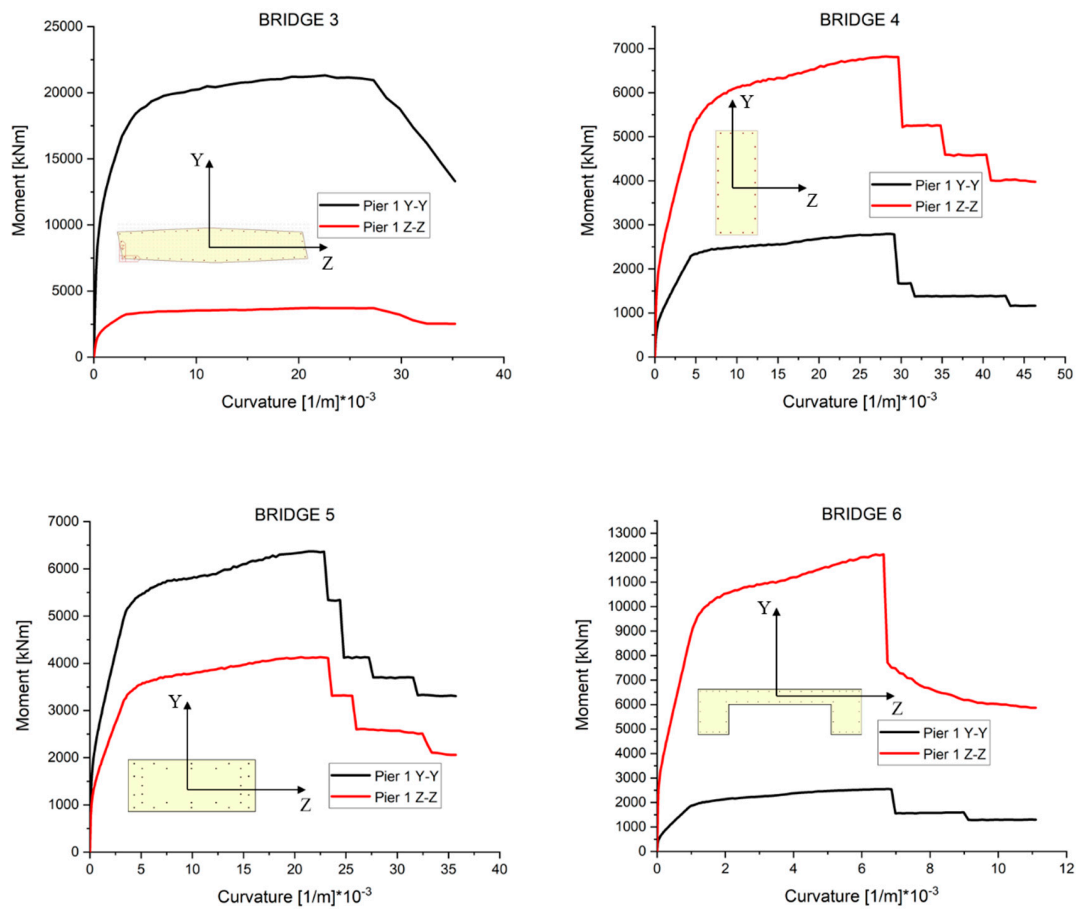 BRIDGE 3
25000
20000
15000
10000
5000
0
Moment [kNm]
Y
Z
Pier 1 Y-Y
Pier 1 Z-Z
0 10 20 30 40
Curvature [1/m]*10-3
BRIDGE 4
7000
6000
5000
4000
3000
2000
1000
0
Moment [kNm]
Y
Z
Pier 1 Y-Y
Pier 1 Z-Z
0 5 10 15 20 25 30 35 40 45 50
Curvature [1/m]*10-3
BRIDGE 5
7000
6000
5000
4000
3000
2000
1000
0
Moment [kNm]
Y
Z
Pier 1 Y-Y
Pier 1 Z-Z
0 5 10 15 20 25 30 35 40
Curvature [1/m]*10-3
BRIDGE 6
13000
12000
11000
10000
9000
8000
7000
6000
5000
4000
3000
2000
1000
0
Moment [kNm]
Y
Z
Pier 1 Y-Y
Pier 1 Z-Z
0 2 4 6 8 10 12
Curvature [1/m]*10-3